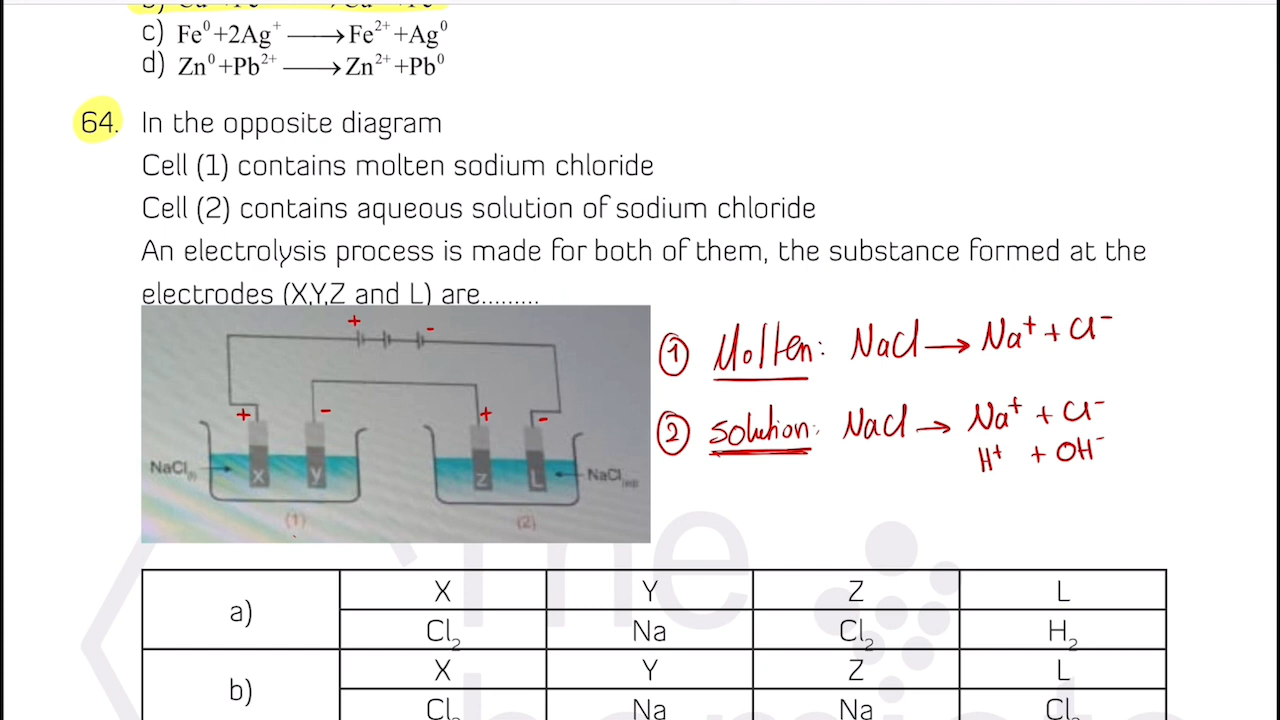 c) Fe⁰+2Ag⁺ ⟶ Fe²⁺+Ag⁰
d) Zn⁰+Pb²⁺ ⟶ Zn²⁺+Pb⁰
64. In the opposite diagram
Cell (1) contains molten sodium chloride
Cell (2) contains aqueous solution of sodium chloride
An electrolysis process is made for both of them, the substance formed at the
electrodes (X,Y,Z and L) are.........
+ -
+ - + -
NaCl(l) X Y Z L NaCl(aq)
(1) (2)
① Molten: NaCl → Na⁺ + Cl⁻
② Solution: NaCl → Na⁺ + Cl⁻
H⁺ + OH⁻
The
a) X Y Z L
Cl₂ Na Cl₂ H₂
b) X Y Z L
Cl₂ Na Na Cl₂